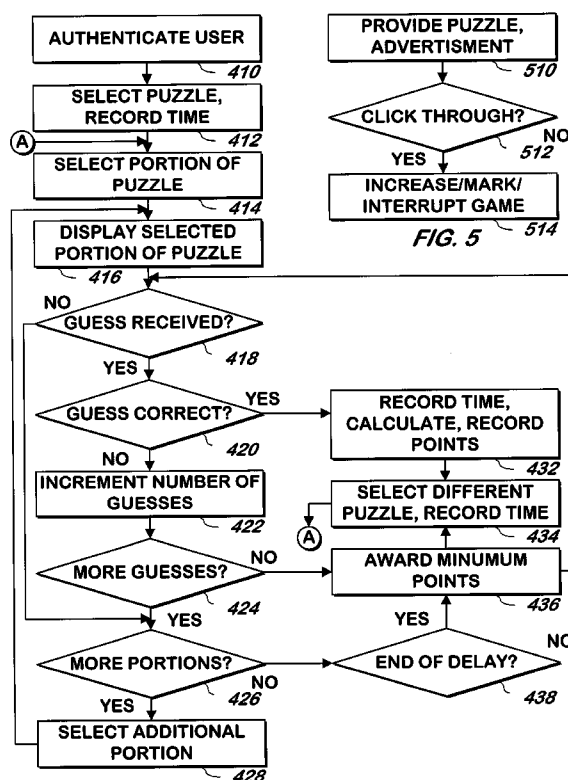 AUTHENTICATE USER
410
SELECT PUZZLE,
RECORD TIME
412
A
SELECT PORTION OF
PUZZLE
414
DISPLAY SELECTED
PORTION OF PUZZLE
416
NO
GUESS RECEIVED?
418
YES
GUESS CORRECT?
YES
420
NO
INCREMENT NUMBER OF
GUESSES
422
MORE GUESSES?
NO
424
YES
MORE PORTIONS?
NO
426
YES
SELECT ADDITIONAL
PORTION
428
PROVIDE PUZZLE,
ADVERTISMENT
510
CLICK THROUGH?
NO
512
YES
INCREASE/MARK/
INTERRUPT GAME
514
FIG. 5
RECORD TIME,
CALCULATE, RECORD
POINTS
432
SELECT DIFFERENT
PUZZLE, RECORD TIME
434
A
AWARD MINUMUM
POINTS
436
YES
END OF DELAY?
NO
438